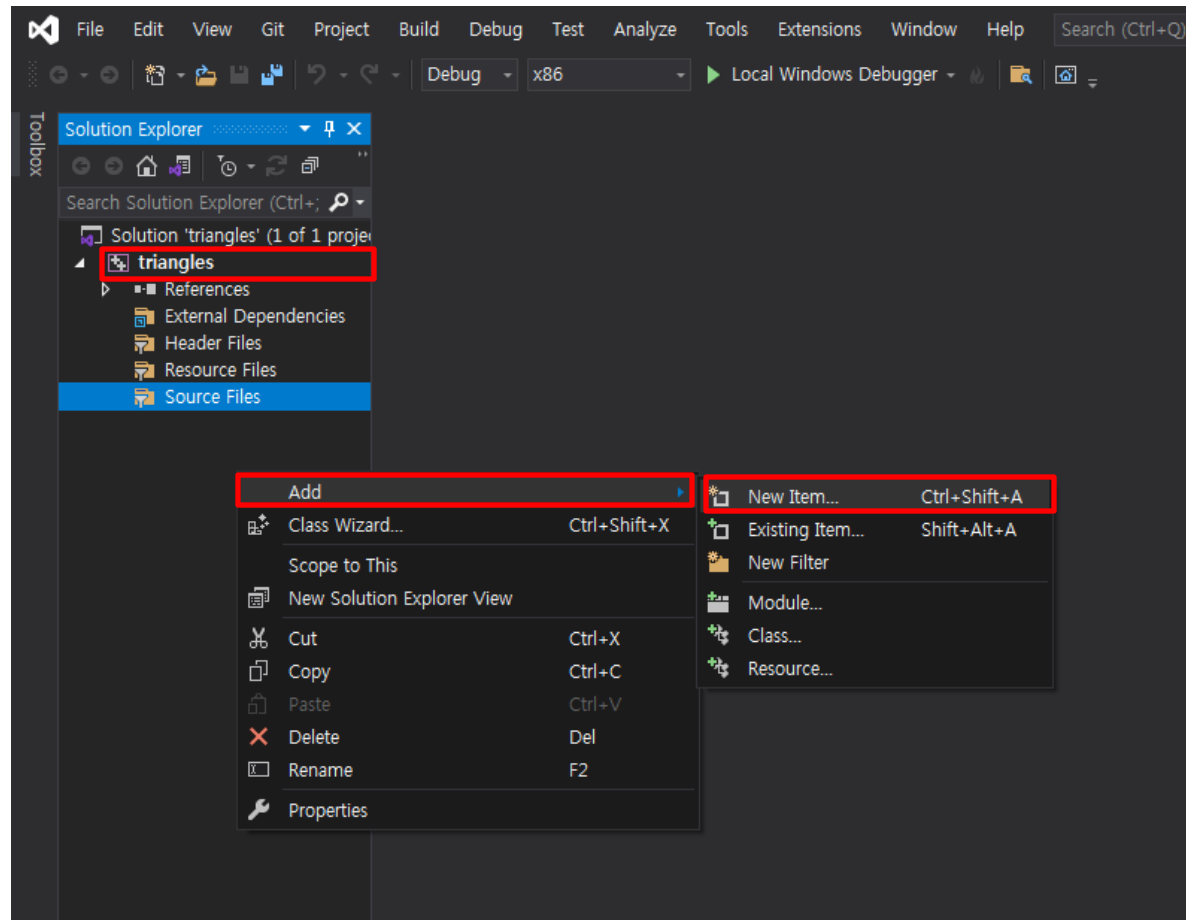 File Edit View Git Project Build Debug Test Analyze Tools Extensions Window Help Search (Ctrl+Q)
Debug x86 Local Windows Debugger
Toolbox
Solution Explorer
Search Solution Explorer (Ctrl+;
Solution 'triangles' (1 of 1 proje
triangles
References
External Dependencies
Header Files
Resource Files
Source Files
Add
Class Wizard... Ctrl+Shift+X
Scope to This
New Solution Explorer View
Cut Ctrl+X
Copy Ctrl+C
Paste Ctrl+V
Delete Del
Rename F2
Properties
New Item... Ctrl+Shift+A
Existing Item... Shift+Alt+A
New Filter
Module...
Class...
Resource...